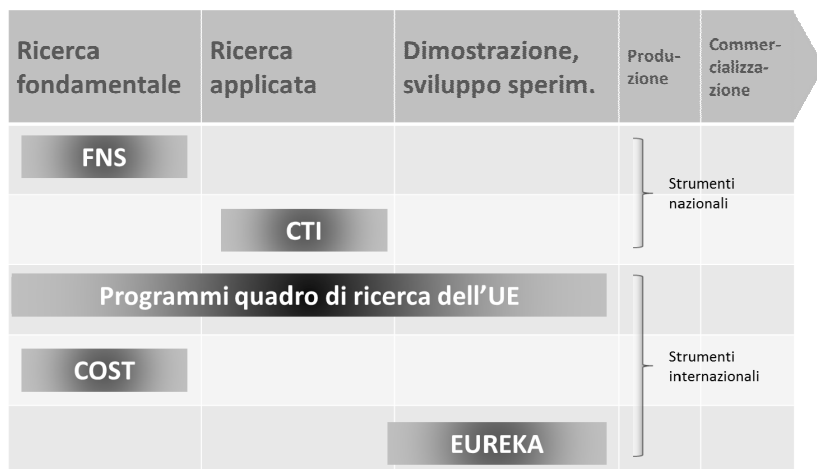 Ricerca
fondamentale
Ricerca
applicata
Dimostrazione,
sviluppo sperim.
Produ-
zione
Commer-
cializza-
zione
FNS
CTI
Strumenti
nazionali
Programmi quadro di ricerca dell’UE
COST
EUREKA
Strumenti
internazionali